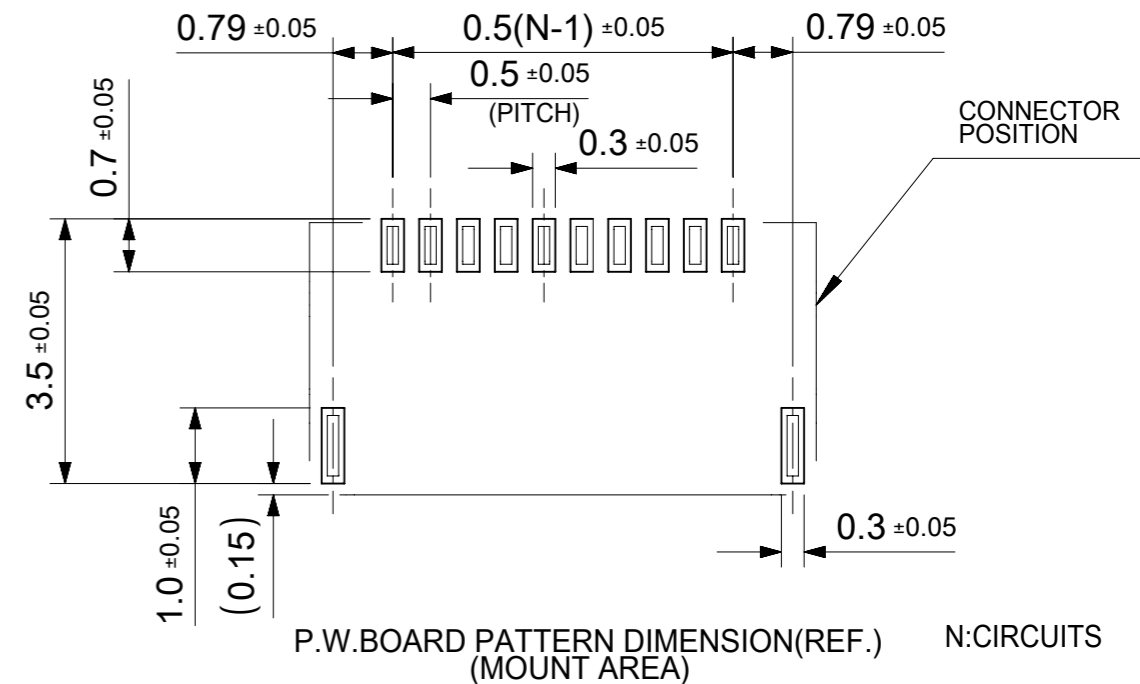 0.79 ±0.05
0.5(N-1) ±0.05
0.79 ±0.05
0.5 ±0.05
(PITCH)
0.3 ±0.05
0.7 ±0.05
CONNECTOR
POSITION
3.5 ±0.05
1.0 ±0.05
(0.15)
0.3 ±0.05
P.W.BOARD PATTERN DIMENSION(REF.)
(MOUNT AREA)
N:CIRCUITS